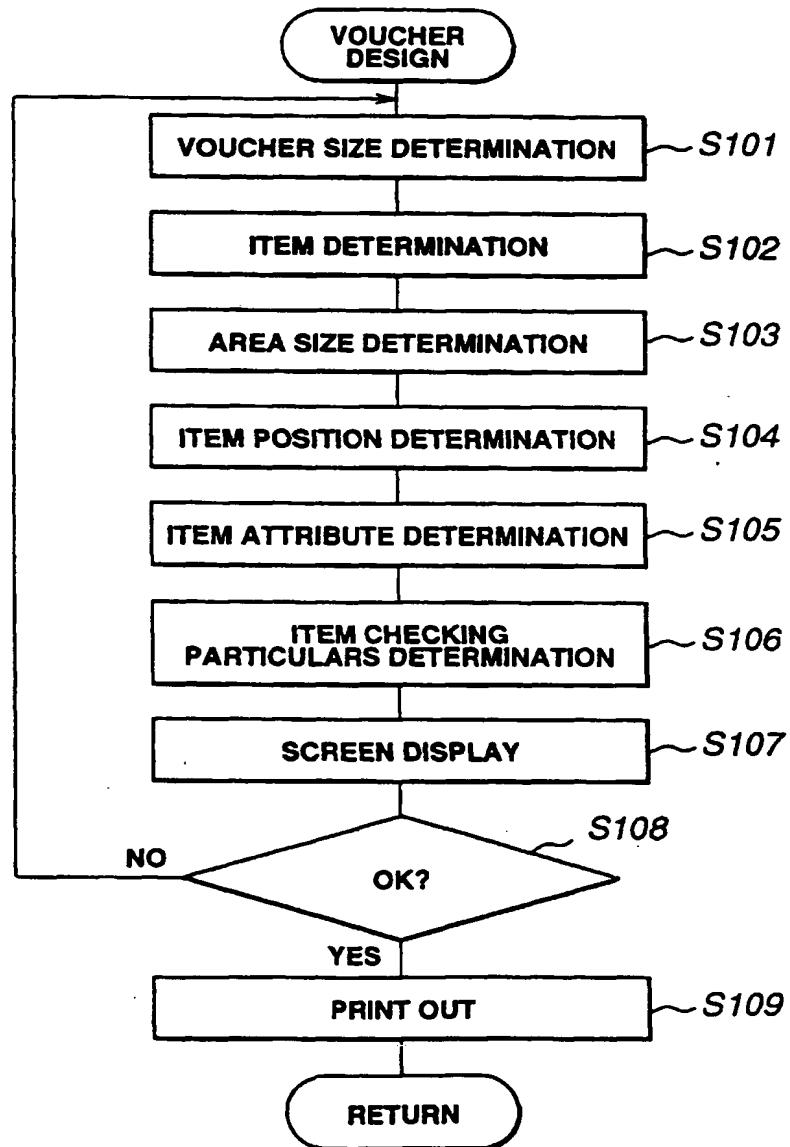 VOUCHER
DESIGN
VOUCHER SIZE DETERMINATION
S101
ITEM DETERMINATION
S102
AREA SIZE DETERMINATION
S103
ITEM POSITION DETERMINATION
S104
ITEM ATTRIBUTE DETERMINATION
S105
ITEM CHECKING
PARTICULARS DETERMINATION
S106
SCREEN DISPLAY
S107
S108
NO
OK?
YES
PRINT OUT
S109
RETURN